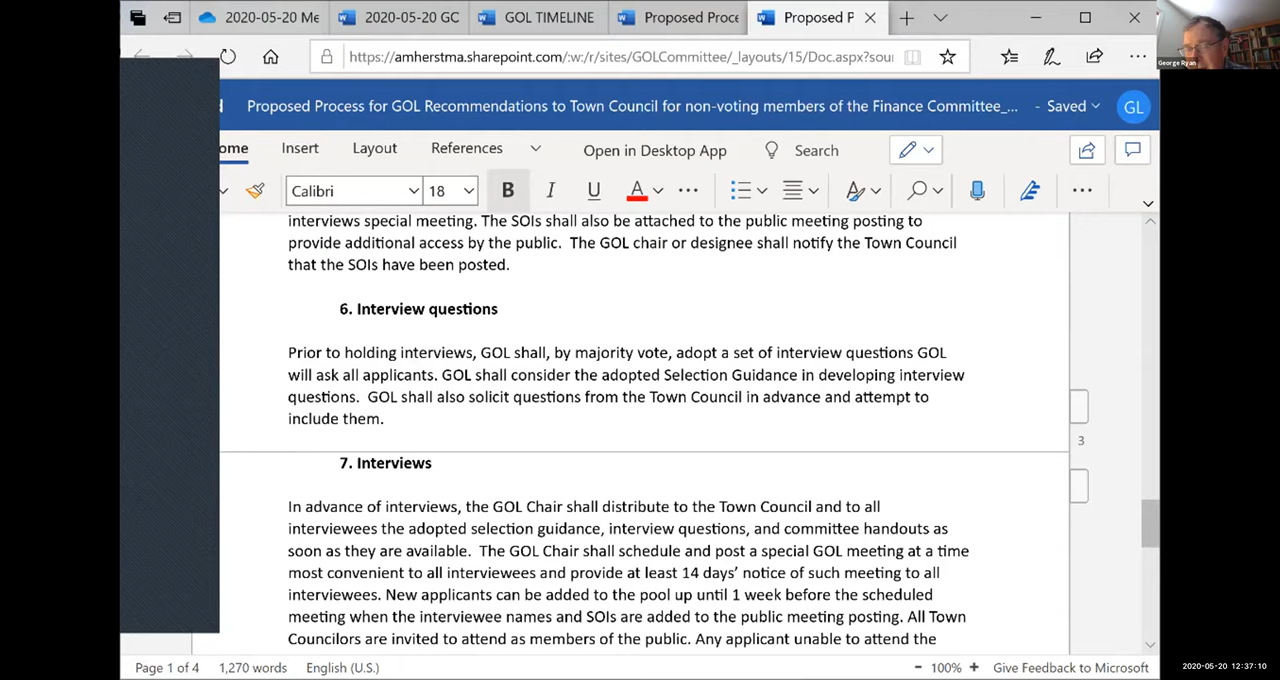 2020-05-20 Me
2020-05-20 GC
GOL TIMELINE
Proposed Proce
Proposed P
George Ryan
https://amherstma.sharepoint.com/:w:/r/sites/GOLCommittee/_layouts/15/Doc.aspx?sour
Proposed Process for GOL Recommendations to Town Council for non-voting members of the Finance Committee_... - Saved
GL
ome Insert Layout References Open in Desktop App Search
Calibri 18 B I U A
interviews special meeting. The SOIs shall also be attached to the public meeting posting to
provide additional access by the public. The GOL chair or designee shall notify the Town Council
that the SOIs have been posted.
6. Interview questions
Prior to holding interviews, GOL shall, by majority vote, adopt a set of interview questions GOL
will ask all applicants. GOL shall consider the adopted Selection Guidance in developing interview
questions. GOL shall also solicit questions from the Town Council in advance and attempt to
include them.
3
7. Interviews
In advance of interviews, the GOL Chair shall distribute to the Town Council and to all
interviewees the adopted selection guidance, interview questions, and committee handouts as
soon as they are available. The GOL Chair shall schedule and post a special GOL meeting at a time
most convenient to all interviewees and provide at least 14 days’ notice of such meeting to all
interviewees. New applicants can be added to the pool up until 1 week before the scheduled
meeting when the interviewee names and SOIs are added to the public meeting posting. All Town
Councilors are invited to attend as members of the public. Any applicant unable to attend the
Page 1 of 4 1,270 words English (U.S.) - 100% + Give Feedback to Microsoft
2020-05-20 12:37:10